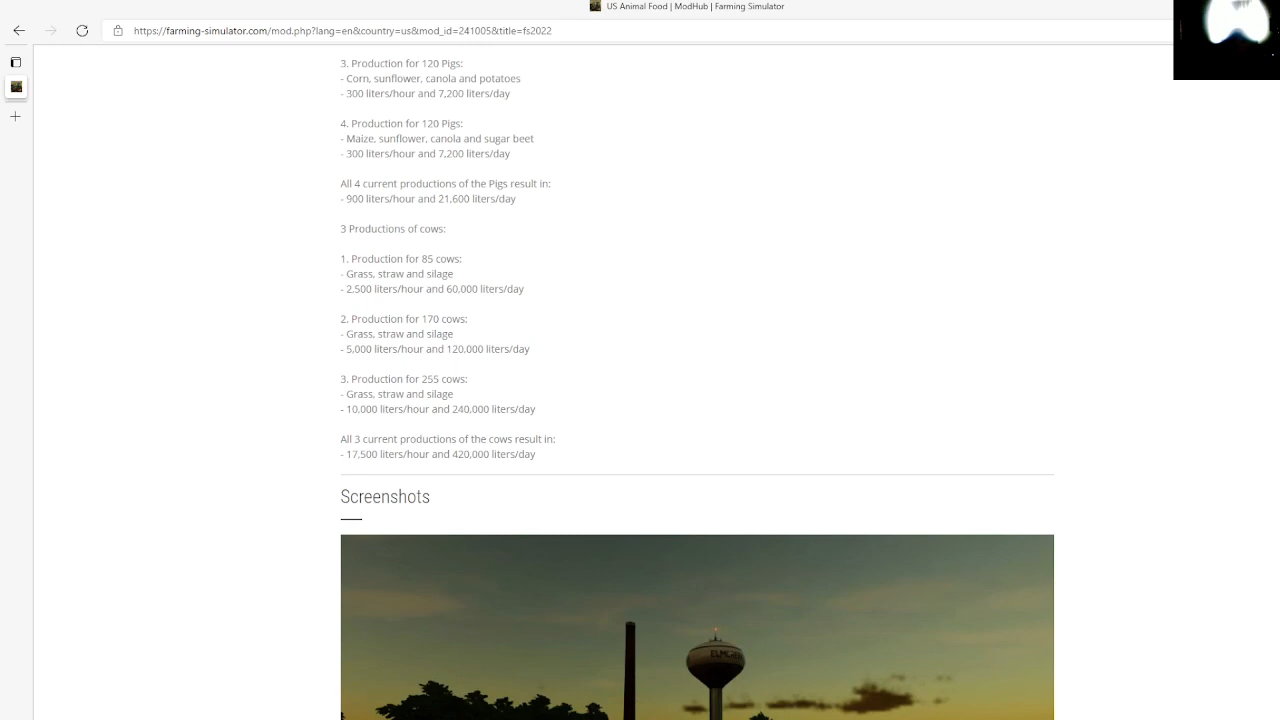 US Animal Food | ModHub | Farming Simulator
https://farming-simulator.com/mod.php?lang=en&country=us&mod_id=241005&title=fs2022
3. Production for 120 Pigs:
- Corn, sunflower, canola and potatoes
- 300 liters/hour and 7,200 liters/day
4. Production for 120 Pigs:
- Maize, sunflower, canola and sugar beet
- 300 liters/hour and 7,200 liters/day
All 4 current productions of the Pigs result in:
- 900 liters/hour and 21,600 liters/day
3 Productions of cows:
1. Production for 85 cows:
- Grass, straw and silage
- 2,500 liters/hour and 60,000 liters/day
2. Production for 170 cows:
- Grass, straw and silage
- 5,000 liters/hour and 120,000 liters/day
3. Production for 255 cows:
- Grass, straw and silage
- 10,000 liters/hour and 240,000 liters/day
All 3 current productions of the cows result in:
- 17,500 liters/hour and 420,000 liters/day
Screenshots